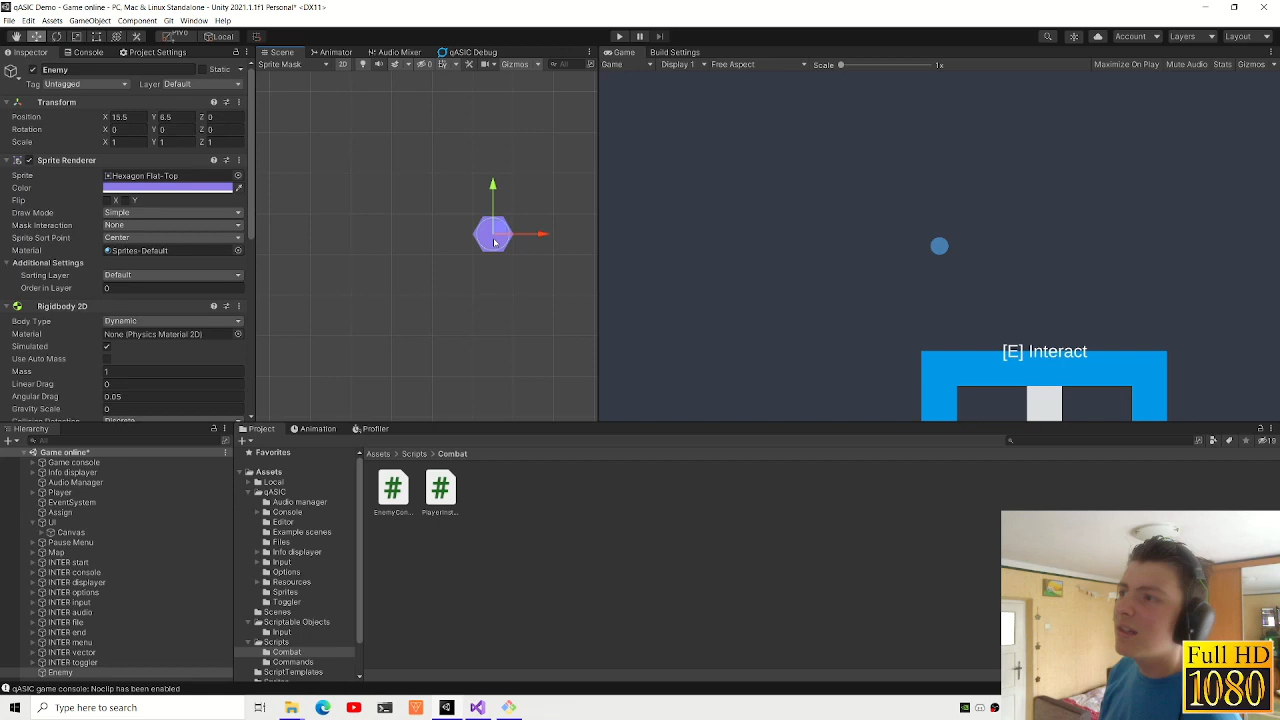 qASIC Demo - Game online - PC, Mac & Linux Standalone - Unity 2021.1.1f1 Personal* <DX11>
File Edit Assets GameObject Component Git Window Help
Local Account Layers Layout
Inspector Console Project Settings Scene Animator Audio Mixer qASIC Debug Game Build Settings
Sprite Mask 2D 0 Gizmos All Game Display 1 Free Aspect Scale 1x Maximize On Play Mute Audio Stats Gizmos
Enemy Static
Tag Untagged Layer Default
Transform
Position X 15.5 Y 6.5 Z 0
Rotation X 0 Y 0 Z 0
Scale X 1 Y 1 Z 1
Sprite Renderer
Sprite Hexagon Flat-Top
Color
Flip X Y
Draw Mode Simple
Mask Interaction None
Sprite Sort Point Center
Material Sprites-Default
Additional Settings
Sorting Layer Default
Order in Layer 0
Rigidbody 2D
Body Type Dynamic
Material None (Physics Material 2D)
Simulated
Use Auto Mass
Mass 1
Linear Drag 0
Angular Drag 0.05
Gravity Scale 0
[E] Interact
Hierarchy
All
Game online*
Game console
Info displayer
Audio Manager
Player
EventSystem
Assign
UI
Canvas
Pause Menu
Map
INTER start
INTER console
INTER displayer
INTER options
INTER input
INTER audio
INTER file
INTER end
INTER menu
INTER vector
INTER toggler
Enemy
Project Animation Profiler
Favorites
Assets
Local
qASIC
Audio manager
Console
Editor
Example scenes
Files
Info displayer
Input
Options
Resources
Sprites
Toggler
Scenes
Scriptable Objects
Input
Scripts
Combat
Commands
ScriptTemplates
Assets Scripts Combat
# #
EnemyCon... PlayerInst...
qASIC game console: Noclip has been enabled
Type here to search
Full HD
1080